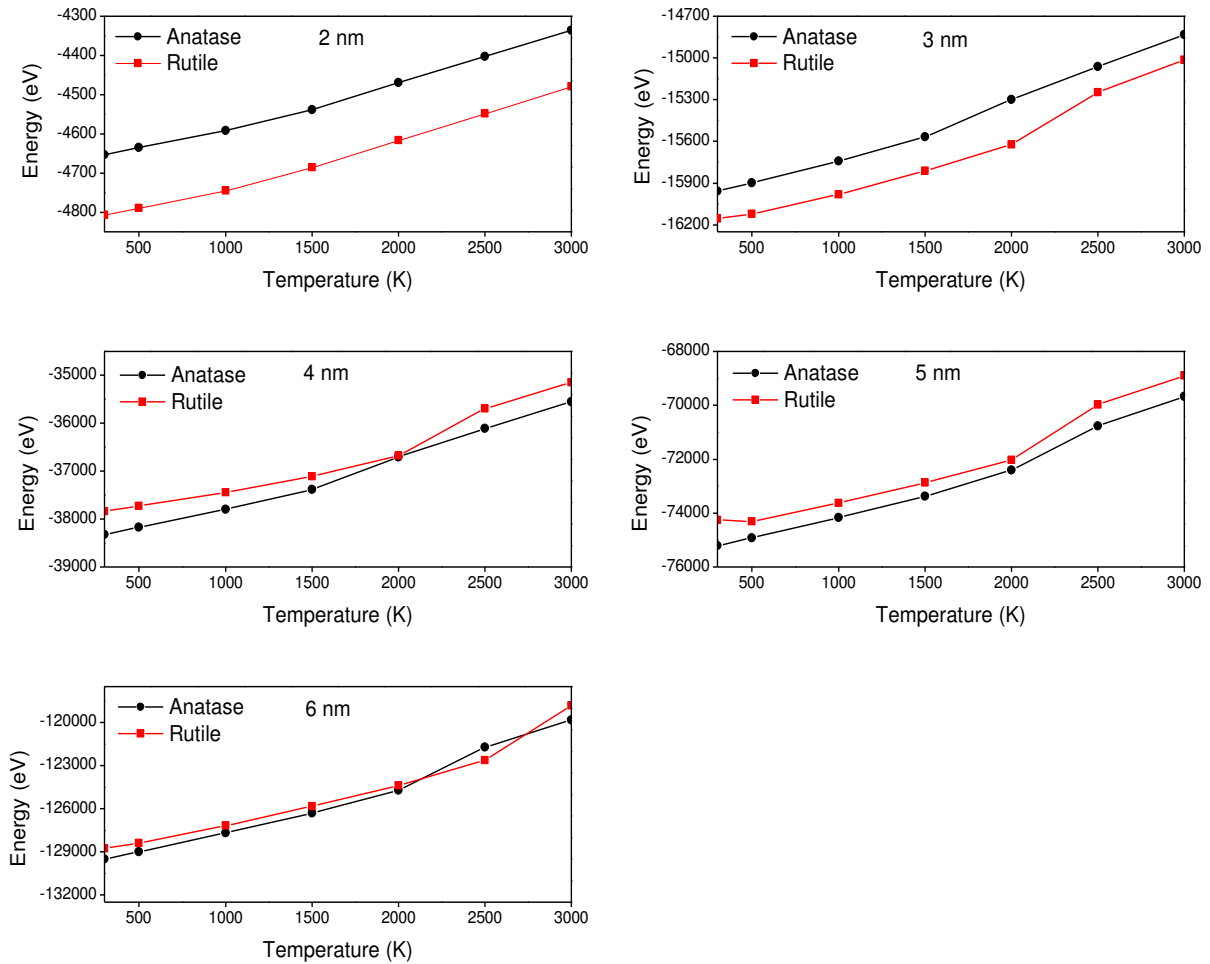 -4300
-4400
-4500
-4600
-4700
-4800
Energy (eV)
Anatase
Rutile
2 nm
500 1000 1500 2000 2500 3000
Temperature (K)
-14700
-15000
-15300
-15600
-15900
-16200
Energy (eV)
Anatase
Rutile
3 nm
500 1000 1500 2000 2500 3000
Temperature (K)
-35000
-36000
-37000
-38000
-39000
Energy (eV)
Anatase
Rutile
4 nm
500 1000 1500 2000 2500 3000
Temperature (K)
-68000
-70000
-72000
-74000
-76000
Energy (eV)
Anatase
Rutile
5 nm
500 1000 1500 2000 2500 3000
Temperature (K)
-120000
-123000
-126000
-129000
-132000
Energy (eV)
Anatase
Rutile
6 nm
500 1000 1500 2000 2500 3000
Temperature (K)